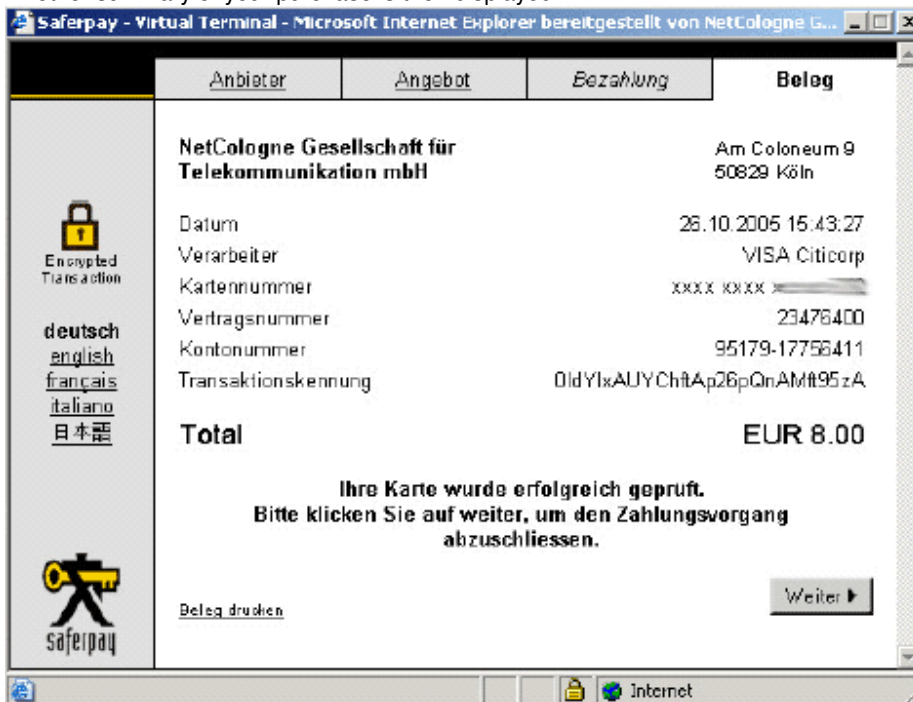 Saferpay - Virtual Terminal - Microsoft Internet Explorer bereitgestellt von NetCologne G...
Anbieter Angebot Bezahlung Beleg
NetCologne Gesellschaft für
Telekommunikation mbH
Am Coloneum 9
50829 Köln
Datum 26.10.2005 15:43:27
Verarbeiter VISA Citicorp
Kartennummer xxxx xxxx x
Vertragsnummer 23476400
Kontonummer 95179-17756411
Transaktionskennung
Total EUR 8.00
Ihre Karte wurde erfolgreich gepruft.
Bitte klicken Sie auf weiter, um den Zahlungsvorgang
abzuschliessen.
Beleg drucken
Weiter
Encrypted
Transaction
deutsch
english
français
italiano
日本語
saferpay
Internet